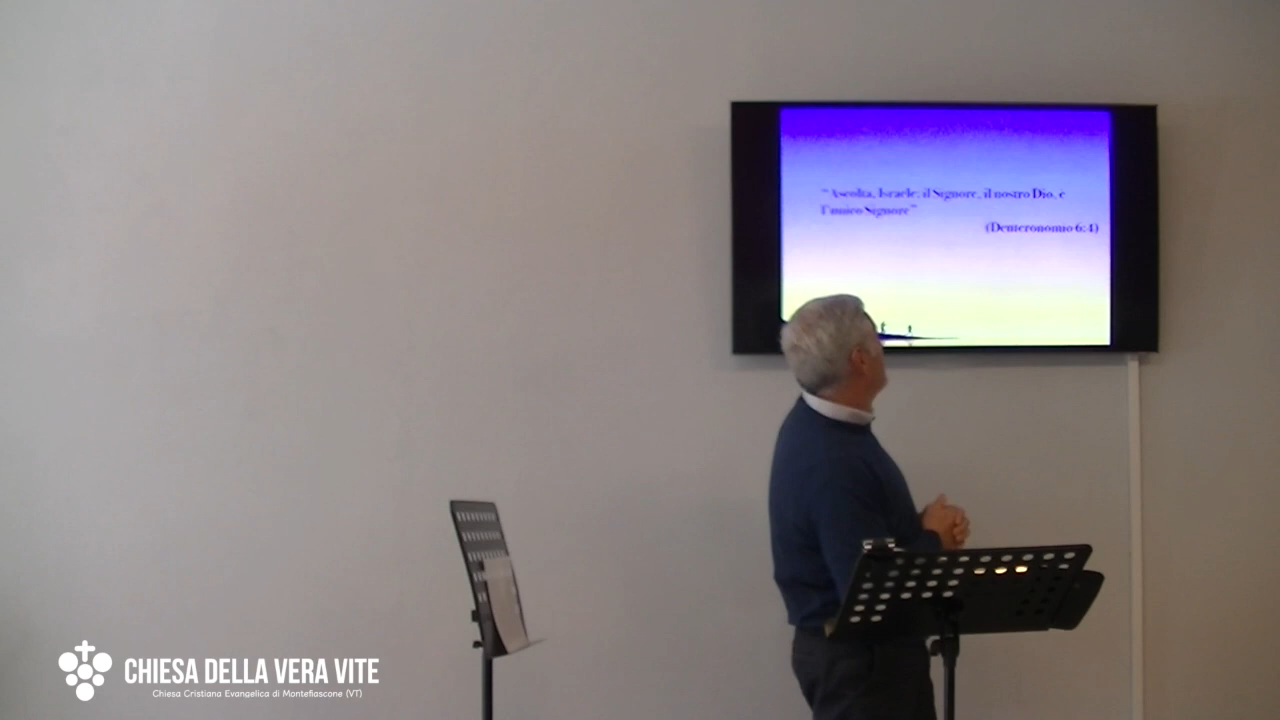 “Ascolta, Israele: il Signore, il nostro Dio, è
l'unico Signore”
(Deuteronomio 6:4)
CHIESA DELLA VERA VITE
Chiesa Cristiana Evangelica di Montefiascone (VT)